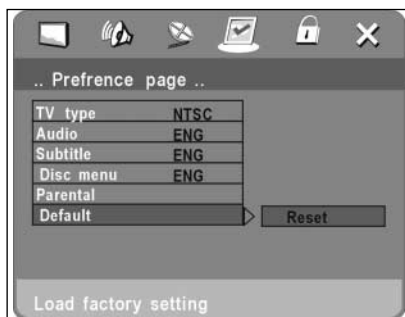 .. Prefrence page ..
TV type NTSC
Audio ENG
Subtitle ENG
Disc menu ENG
Parental
Default Reset
Load factory setting